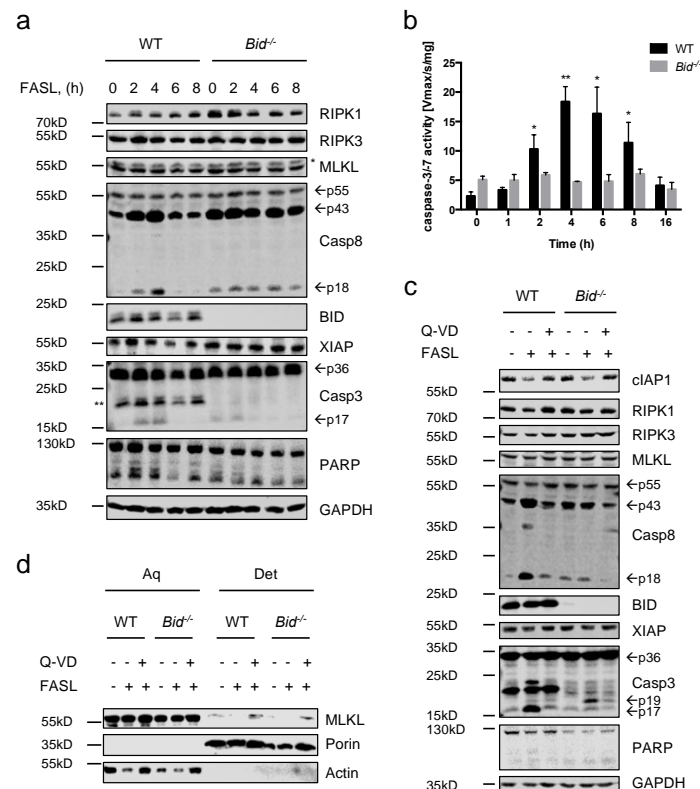 a
WT Bid-/-
FASL, (h) 0 2 4 6 8 0 2 4 6 8
RIPK1
70kD
55kD
RIPK3
55kD
* MLKL
55kD
←p55
←p43
35kD
Casp8
25kD
←p18
25kD
BID
55kD
XIAP
35kD
←p36
25kD
Casp3
**
←p17
15kD
130kD
PARP
35kD
GAPDH
b
caspase-3/-7 activity [Vmax/s/mg]
25
20
15
10
5
0
* ** * *
0 1 2 4 6 8 16
Time (h)
WT
Bid-/-
c
WT Bid-/-
Q-VD - - + - - +
FASL - + + - + +
cIAP1
55kD
70kD
RIPK1
55kD
RIPK3
55kD
MLKL
55kD
←p55
←p43
35kD
Casp8
25kD
←p18
25kD
BID
55kD
XIAP
35kD
←p36
25kD
Casp3
←p19
←p17
15kD
130kD
PARP
35kD
GAPDH
d
Aq Det
WT Bid-/- WT Bid-/-
Q-VD - - + - - + - - + - - +
FASL - + + - + + - + + - + +
55kD
MLKL
35kD
Porin
55kD
Actin